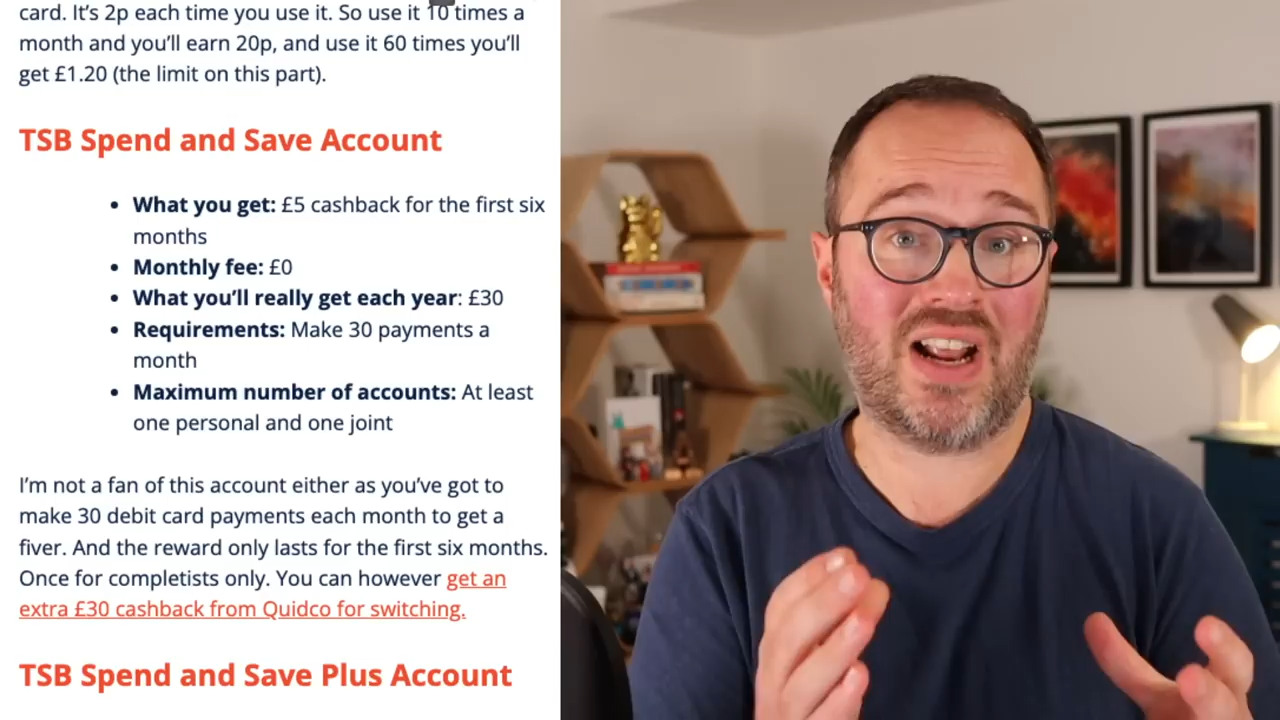 card. It’s 2p each time you use it. So use it 10 times a
month and you’ll earn 20p, and use it 60 times you’ll
get £1.20 (the limit on this part).
TSB Spend and Save Account
• What you get: £5 cashback for the first six
months
• Monthly fee: £0
• What you’ll really get each year: £30
• Requirements: Make 30 payments a
month
• Maximum number of accounts: At least
one personal and one joint
I’m not a fan of this account either as you’ve got to
make 30 debit card payments each month to get a
fiver. And the reward only lasts for the first six months.
Once for completists only. You can however get an
extra £30 cashback from Quidco for switching.
TSB Spend and Save Plus Account